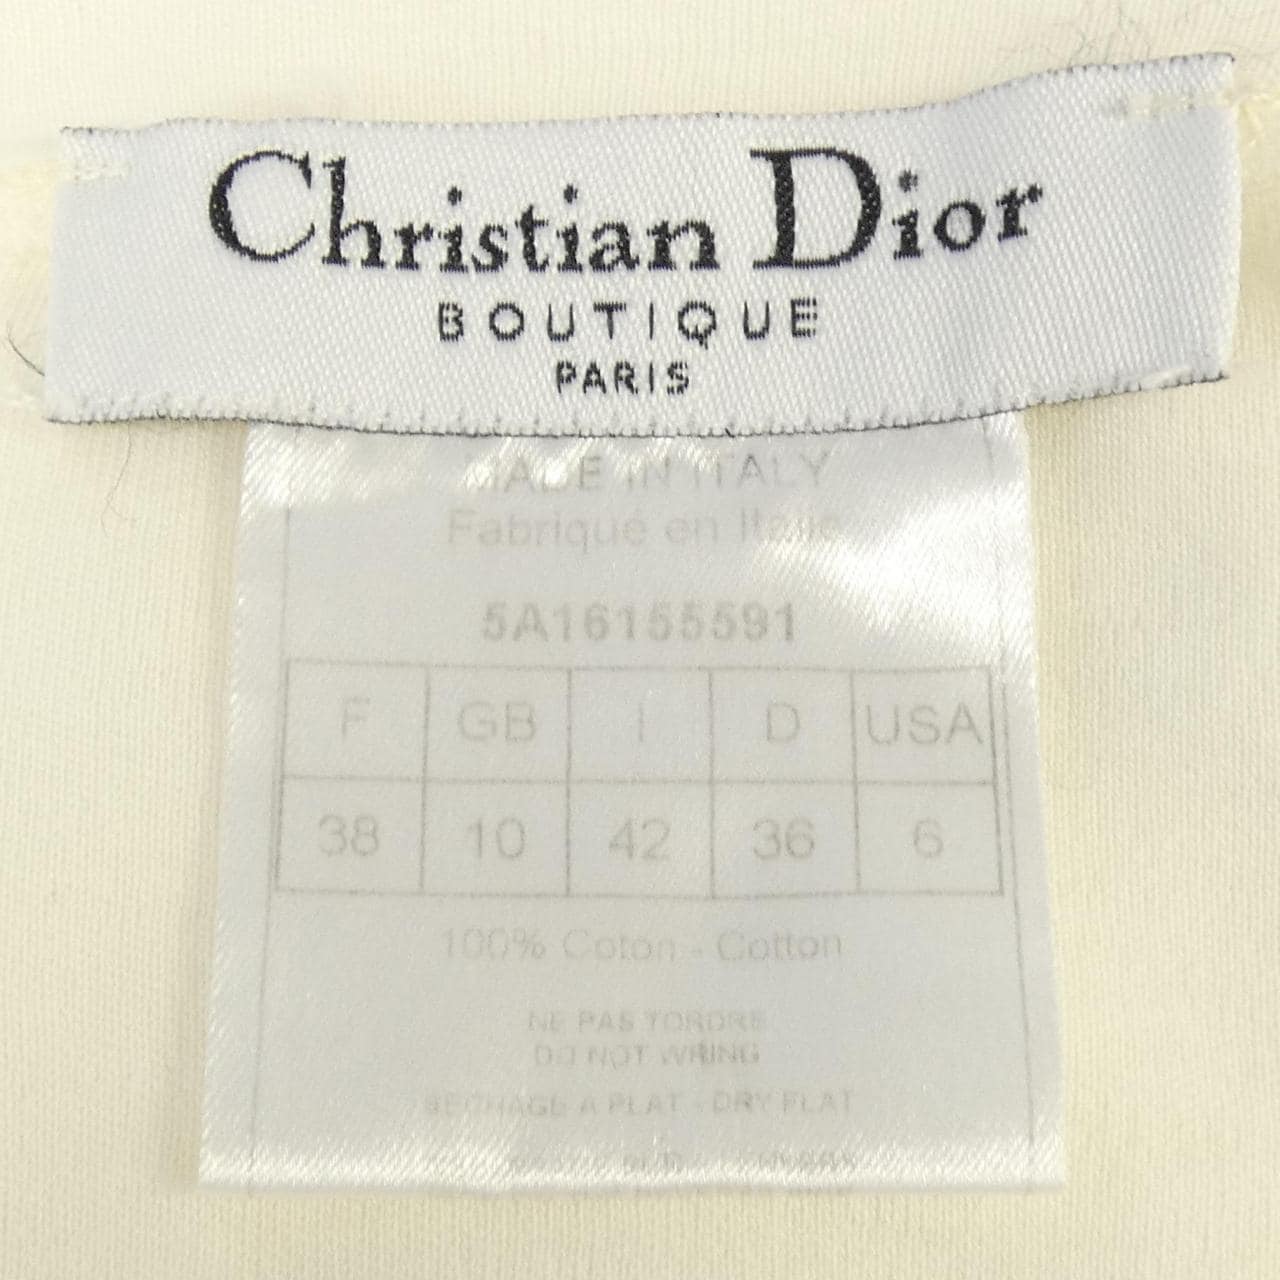 Christian Dior
BOUTIQUE
PARIS
MADE IN ITALY
Fabriqué en Italie
5A16155591
F GB I D USA
38 10 42 36 6
100% Coton - Cotton
NE PAS TORDRE
DO NOT WRING
SECHAGE A PLAT - DRY FLAT